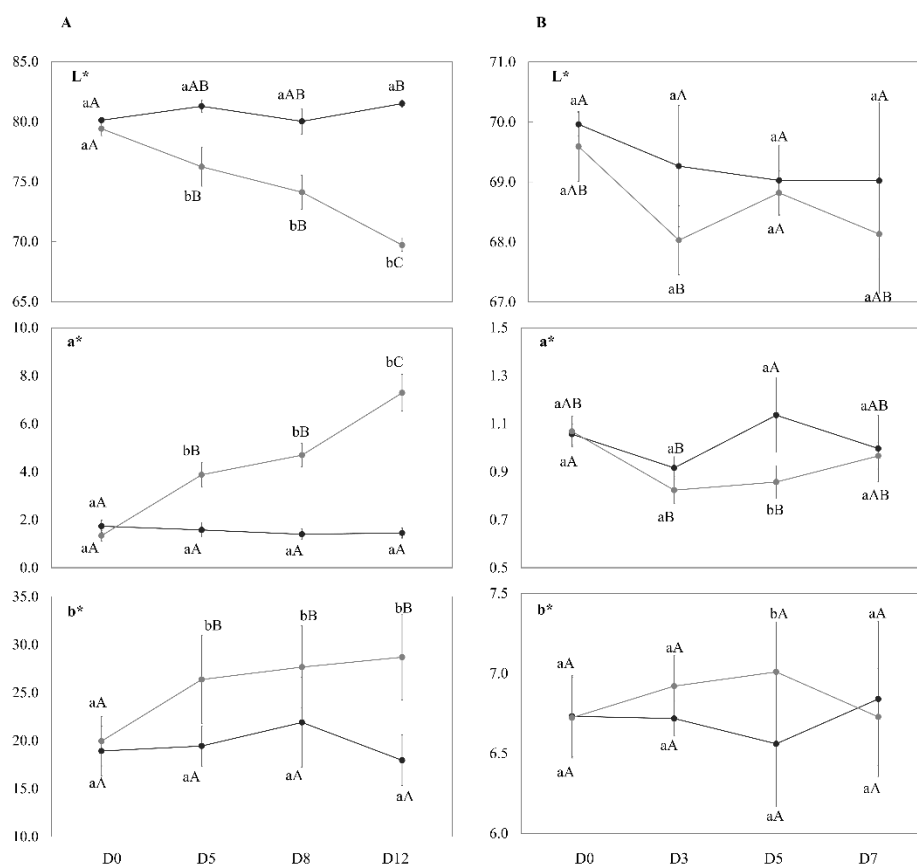 A
L*
85.0
80.0
75.0
70.0
65.0
aA
aAB
aAB
aB
aA
bB
bB
bC
a*
10.0
8.0
6.0
4.0
2.0
0.0
aA
bB
bB
bC
aA
aA
aA
aA
b*
35.0
30.0
25.0
20.0
15.0
10.0
aA
bB
bB
bB
aA
aA
aA
aA
D0 D5 D8 D12
B
L*
71.0
70.0
69.0
68.0
67.0
aA
aA
aA
aA
aAB
aB
aA
aAB
a*
1.5
1.3
1.1
0.9
0.7
0.5
aAB
aB
aA
aAB
aA
aB
bB
aAB
b*
7.5
7.0
6.5
6.0
aA
aA
bA
aA
aA
aA
aA
aA
D0 D3 D5 D7